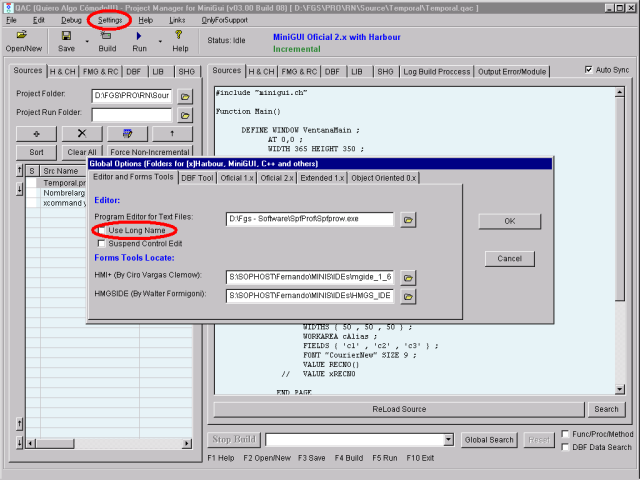 QAC (Quiero Algo Cómodo!!!) - Project Manager for MiniGui [v03.00 Build 00] [ D:\FGS\PRO\RN\Source\Temporal\Temporal.qac ]
File Edit Debug Settings Help Links OnlyForSupport
Open/New Save Build Run Help
Status: Idle
MiniGUI Oficial 2.x with Harbour
Incremental
Sources H & CH FMG & RC DBF LIB SHG
Sources H & CH FMG & RC DBF LIB SHG Log Build Proccess Output Error/Module Auto Sync
Project Folder: D:\FGS\PRO\RN\Sour
Project Run Folder:
Sort Clear All Force Non-Incremental
S Src Name
Temporal.pr
Nombrelarg
xcommand y
#include "minigui.ch"
Function Main()
DEFINE WINDOW VentanaMain ;
AT 0,0 ;
WIDTH 365 HEIGHT 350 ;
Global Options (Folders for [x]Harbour, MiniGUI, C++ and others)
Editor and Forms Tools DBF Tool Oficial 1.x Oficial 2.x Extended 1.x Object Oriented 0.x
Editor:
Program Editor for Text Files: D:\Fgs - Software\SpfProf\Spfprow.exe
Use Long Name
Suspend Control Edit
Forms Tools Locate:
HMI+ (By Ciro Vargas Clemow): S:\SOPHOST\Fernando\MINIS\IDEs\mgide_1_6
HMGSIDE (By Walter Formigoni): S:\SOPHOST\Fernando\MINIS\IDEs\HMGS_IDE
OK
Cancel
WIDTHS { 50 , 50 , 50 } ;
WORKAREA cAlias ;
FIELDS { 'c1' , 'c2' , 'c3' } ;
FONT "CourierNew" SIZE 9 ;
VALUE RECNO()
// VALUE xRECNO
END PAGE
ReLoad Source Search
Stop Build Global Search Reset
Func/Proc/Method
DBF Data Search
F1 Help F2 Open/New F3 Save F4 Build F5 Run F10 Exit